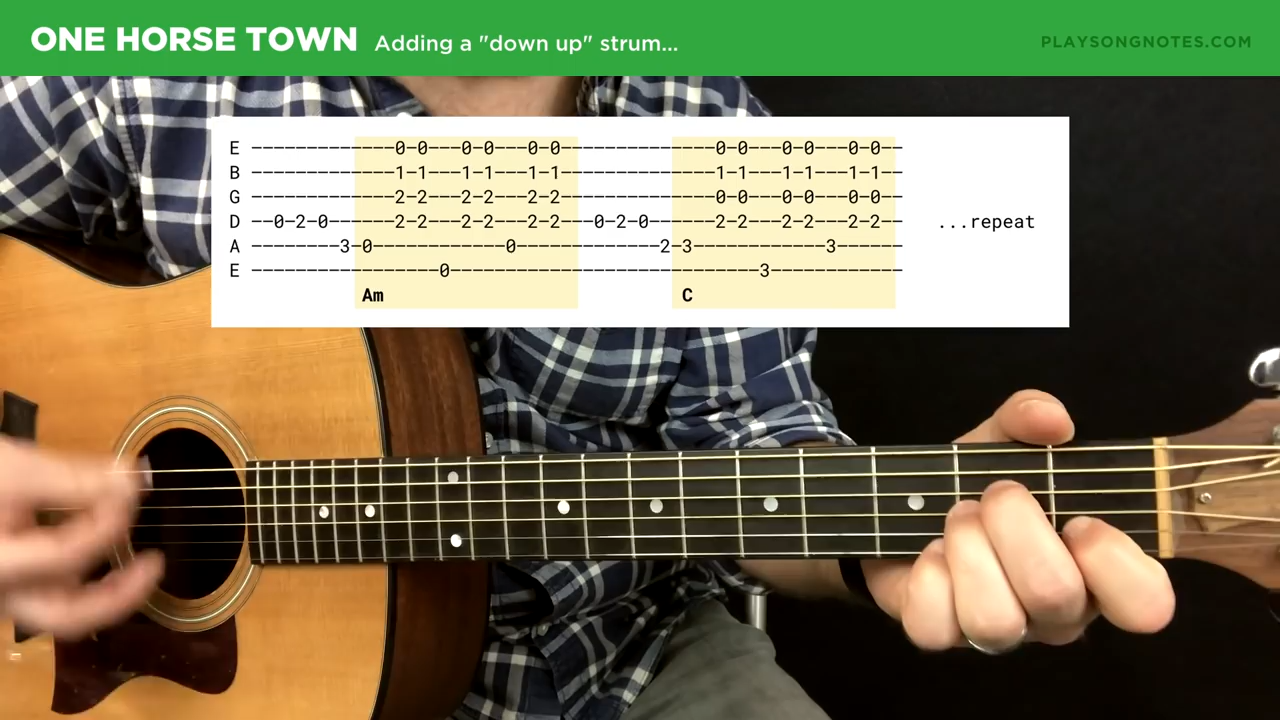 ONE HORSE TOWN Adding a "down up" strum...
PLAYSONGNOTES.COM
E -------------0-0---0-0---0-0--------------0-0---0-0---0-0--
B -------------1-1---1-1---1-1--------------1-1---1-1---1-1--
G -------------2-2---2-2---2-2--------------0-0---0-0---0-0--
D --0-2-0------2-2---2-2---2-2---0-2-0------2-2---2-2---2-2-- ...repeat
A --------3-0------------0-------------2-3------------3------
E -----------------0----------------------------3------------
Am C